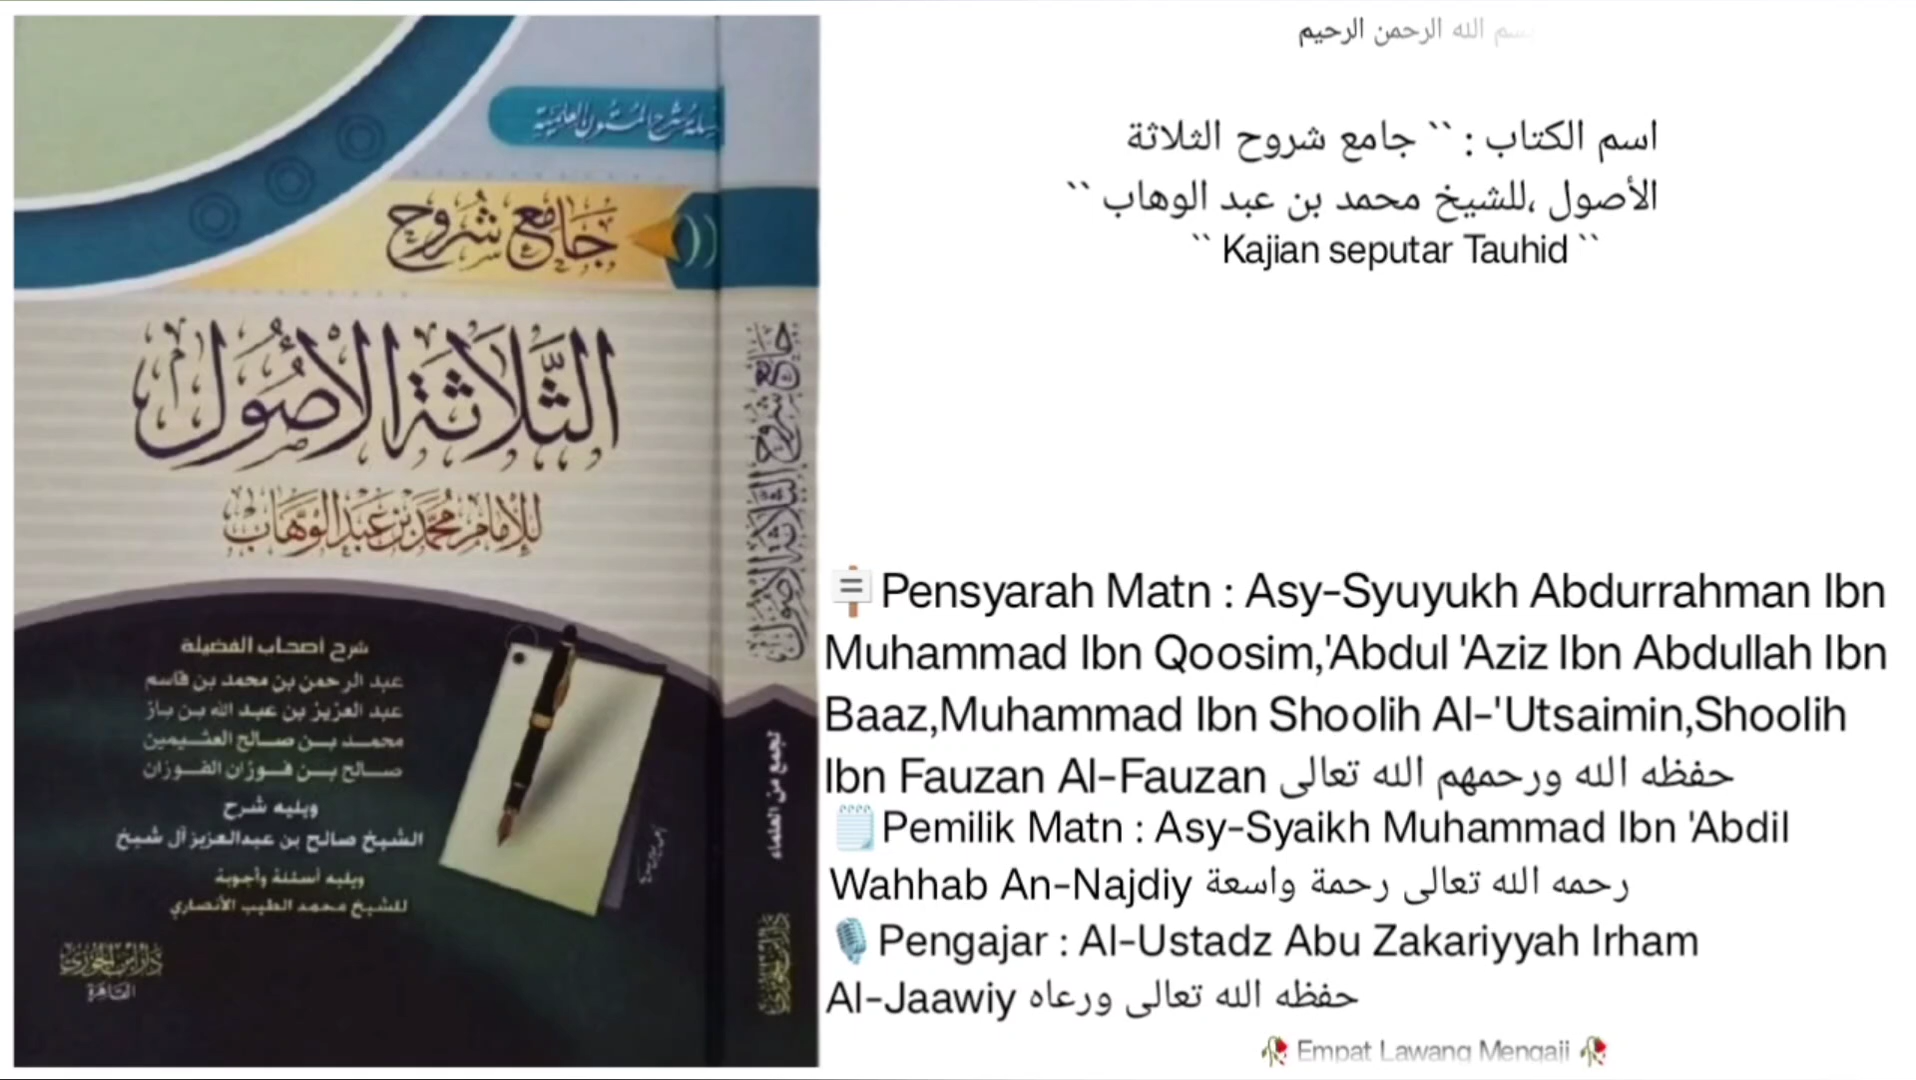 سلسلة شرح المتون العلمية
جامع شروح
الثلاثة الأصول
للإمام محمد بن عبد الوهاب
شرح أصحاب الفضيلة
عبد الرحمن بن محمد بن قاسم
عبد العزيز بن عبد الله بن باز
محمد بن صالح العثيمين
صالح بن فوزان الفوزان
ويليه شرح
الشيخ صالح بن عبدالعزيز آل شيخ
ويليه أسئلة وأجوبة
للشيخ محمد الطيب الأنصاري
دار ابن الجوزي
القاهرة
جامع شروح الثلاثة الأصول
لجمع من العلماء
دار ابن الجوزي
بسم الله الرحمن الرحيم
اسم الكتاب : `` جامع شروح الثلاثة
الأصول ،للشيخ محمد بن عبد الوهاب ``
`` Kajian seputar Tauhid ``
🪧Pensyarah Matn : Asy-Syuyukh Abdurrahman Ibn
Muhammad Ibn Qoosim,'Abdul 'Aziz Ibn Abdullah Ibn
Baaz,Muhammad Ibn Shoolih Al-'Utsaimin,Shoolih
Ibn Fauzan Al-Fauzan حفظه الله ورحمهم الله تعالى
🗒️Pemilik Matn : Asy-Syaikh Muhammad Ibn 'Abdil
Wahhab An-Najdiy رحمه الله تعالى رحمة واسعة
🎙️Pengajar : Al-Ustadz Abu Zakariyyah Irham
Al-Jaawiy حفظه الله تعالى ورعاه
🥀 Empat Lawang Mengaji 🥀